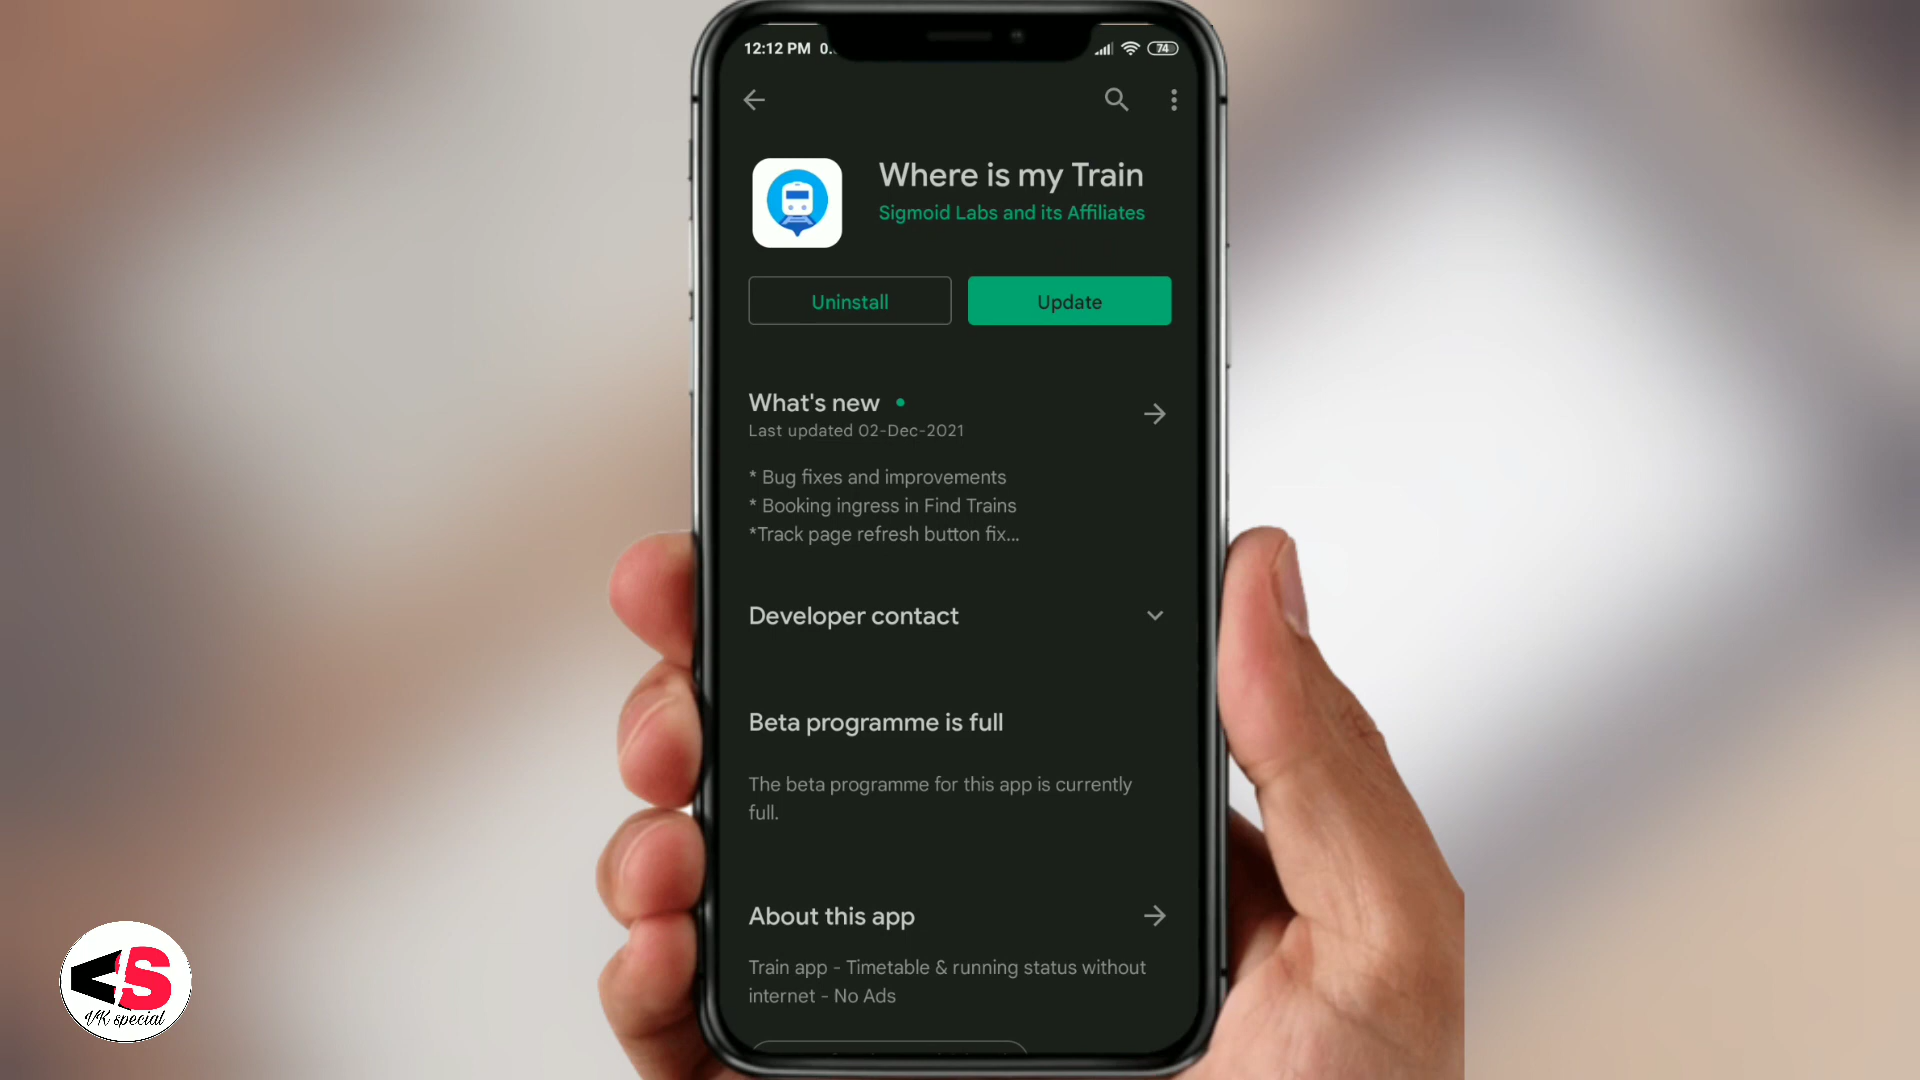 12:12 PM 0.
74
Where is my Train
Sigmoid Labs and its Affiliates
Uninstall
Update
What's new
Last updated 02-Dec-2021
* Bug fixes and improvements
* Booking ingress in Find Trains
*Track page refresh button fix...
Developer contact
Beta programme is full
The beta programme for this app is currently
full.
About this app
Train app - Timetable & running status without
internet - No Ads
VS
VK special